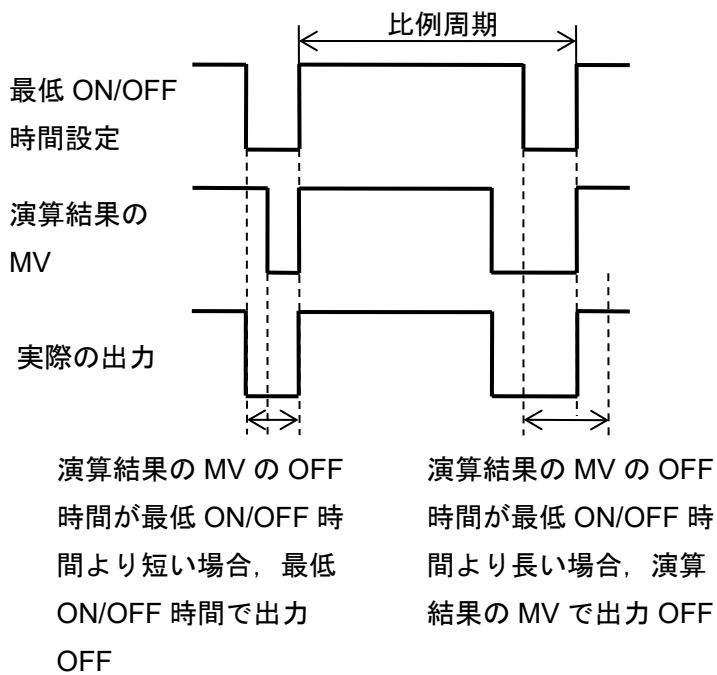 比例周期
最低 ON/OFF
時間設定
演算結果の
MV
実際の出力
演算結果の MV の OFF
時間が最低 ON/OFF 時
間より短い場合，最低
ON/OFF 時間で出力
OFF
演算結果の MV の OFF
時間が最低 ON/OFF 時
間より長い場合，演算
結果の MV で出力 OFF